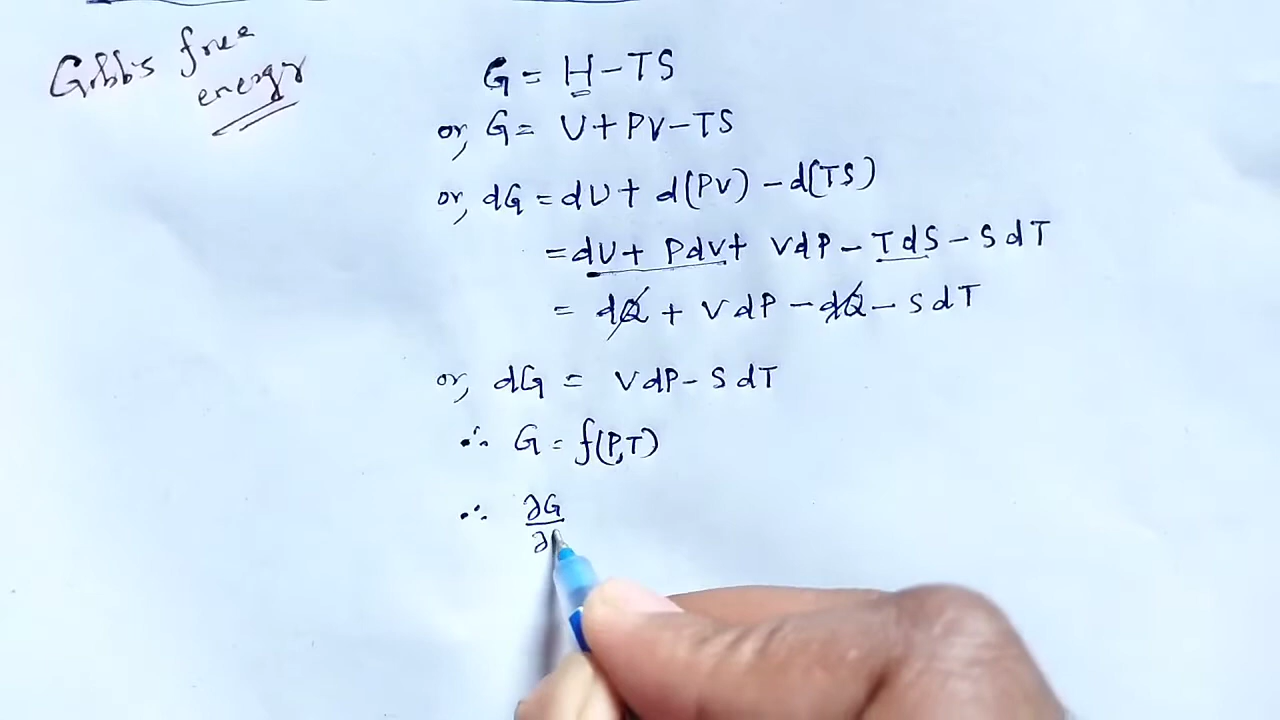 Gibbs free
energy
G = H - TS
or, G = U + PV - TS
or, dG = dU + d(PV) - d(TS)
= dU + PdV + VdP - TdS - SdT
= dQ + VdP - dQ - SdT
or, dG = VdP - SdT
∴ G = f(P,T)
∴ ∂G
∂